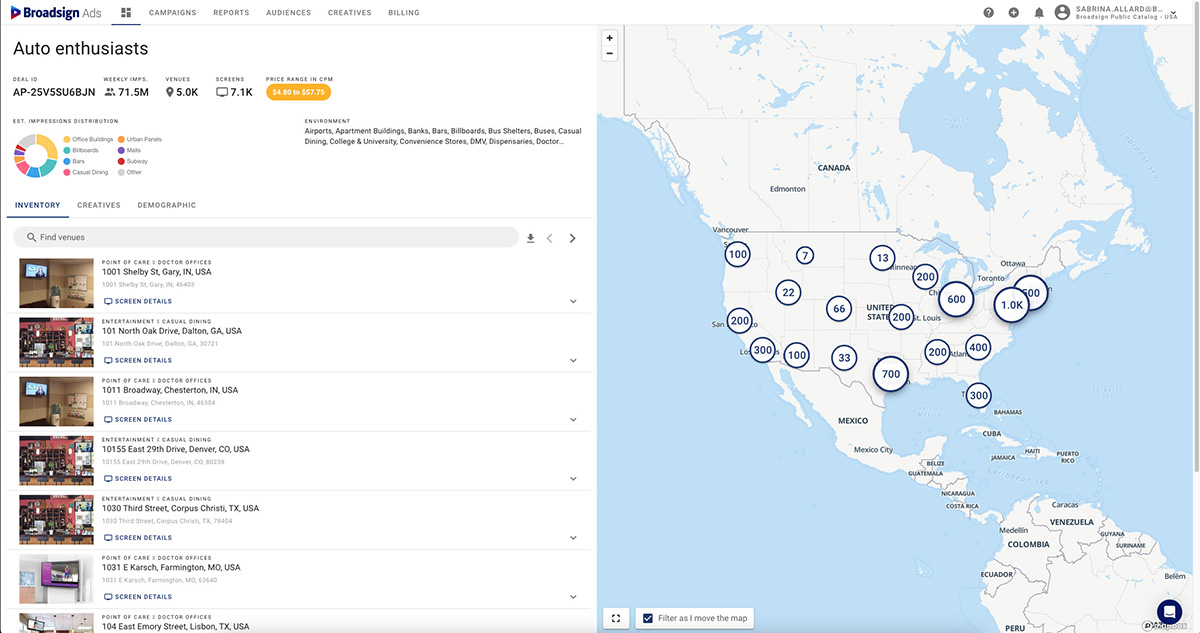 Broadsign Ads
CAMPAIGNS REPORTS AUDIENCES CREATIVES BILLING
SABRINA.ALLARD@B...
Broadsign Public Catalog - USA
Auto enthusiasts
DEAL ID WEEKLY IMPS. VENUES SCREENS PRICE RANGE IN CPM
AP-25V5SU6BJN 71.5M 5.0K 7.1K $4.80 to $57.75
EST. IMPRESSIONS DISTRIBUTION
Office Buildings Urban Panels
Billboards Malls
Bars Subway
Casual Dining Other
ENVIRONMENT
Airports, Apartment Buildings, Banks, Bars, Billboards, Bus Shelters, Buses, Casual
Dining, College & University, Convenience Stores, DMV, Dispensaries, Doctor...
INVENTORY CREATIVES DEMOGRAPHIC
Find venues
POINT OF CARE : DOCTOR OFFICES
1001 Shelby St, Gary, IN, USA
1001 Shelby St, Gary, IN, 46403
SCREEN DETAILS
ENTERTAINMENT : CASUAL DINING
101 North Oak Drive, Dalton, GA, USA
101 North Oak Drive, Dalton, GA, 30721
SCREEN DETAILS
POINT OF CARE : DOCTOR OFFICES
1011 Broadway, Chesterton, IN, USA
1011 Broadway, Chesterton, IN, 46304
SCREEN DETAILS
ENTERTAINMENT : CASUAL DINING
10155 East 29th Drive, Denver, CO, USA
10155 East 29th Drive, Denver, CO, 80238
SCREEN DETAILS
ENTERTAINMENT : CASUAL DINING
1030 Third Street, Corpus Christi, TX, USA
1030 Third Street, Corpus Christi, TX, 78404
SCREEN DETAILS
POINT OF CARE : DOCTOR OFFICES
1031 E Karsch, Farmington, MO, USA
1031 E Karsch, Farmington, MO, 63640
SCREEN DETAILS
POINT OF CARE : DOCTOR OFFICES
104 East Emory Street, Lisbon, TX, USA
+
−
CANADA
Edmonton
Vancouver
100
7
13
Ottawa
Toronto
200
22
600
500
1.0K
66
UNITED
STATE
200
St. Louis
200
San
300
100
33
200
Atlan
400
700
300
BAHAMAS
MEXICO
CUBA
Mexico City
HAITI
PUERTO
RICO
JAMAICA
BELIZE
GUATEMALA
Caribbean Sea
NICARAGUA
COSTA RICA
Caracas
VENEZUELA
Medellín
GUYANA
COLOMBIA
SURINAME
ECUADOR
Belém
PERU
Filter as I move the map
mapbox